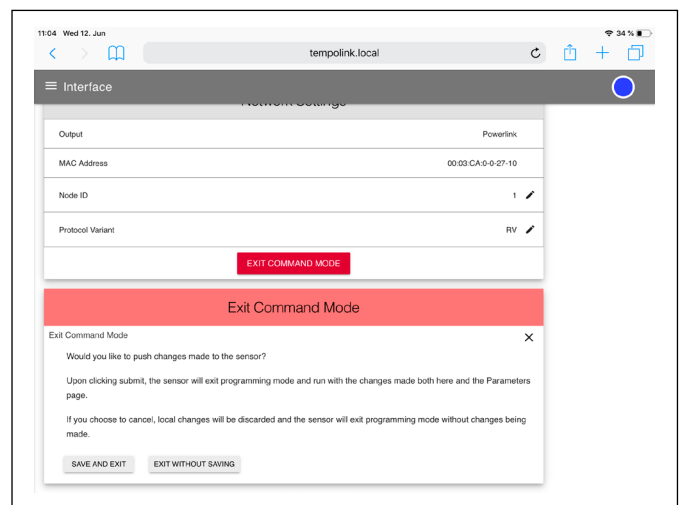 11:04 Wed 12. Jun 34 %
tempolink.local
Interface
Network Settings
Output Powerlink
MAC Address 00:03:CA:0-0-27-10
Node ID 1
Protocol Variant RV
EXIT COMMAND MODE
Exit Command Mode
Exit Command Mode
Would you like to push changes made to the sensor?
Upon clicking submit, the sensor will exit programming mode and run with the changes made both here and the Parameters
page.
If you choose to cancel, local changes will be discarded and the sensor will exit programming mode without changes being
made.
SAVE AND EXIT EXIT WITHOUT SAVING